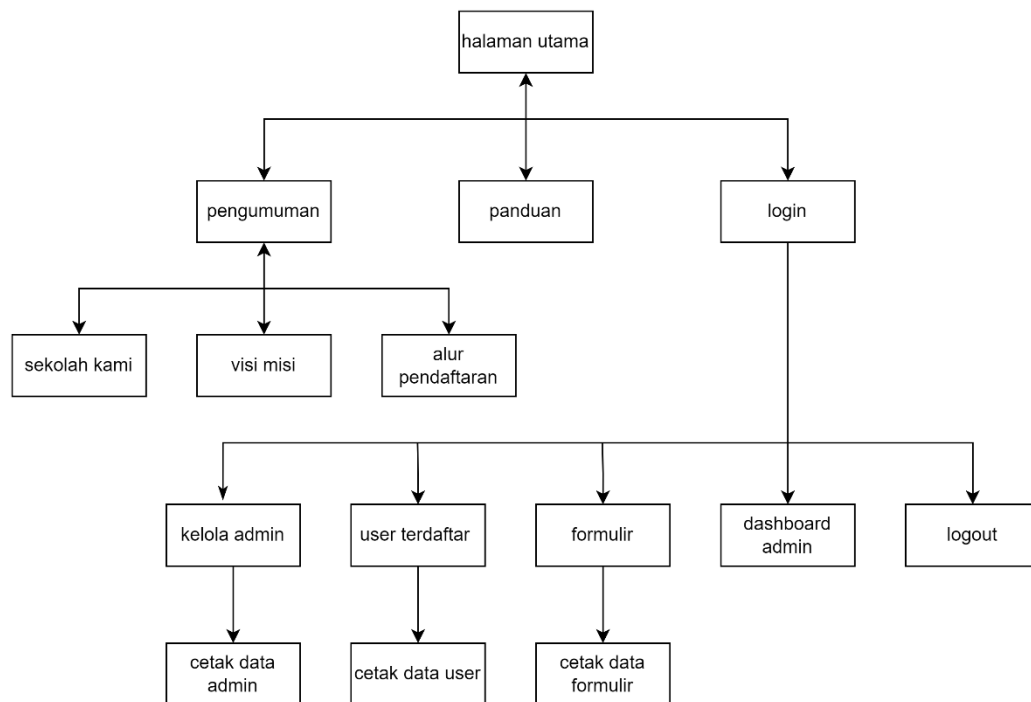 halaman utama
pengumuman
panduan
login
sekolah kami
visi misi
alur
pendaftaran
kelola admin
user terdaftar
formulir
dashboard
admin
logout
cetak data
admin
cetak data user
cetak data
formulir